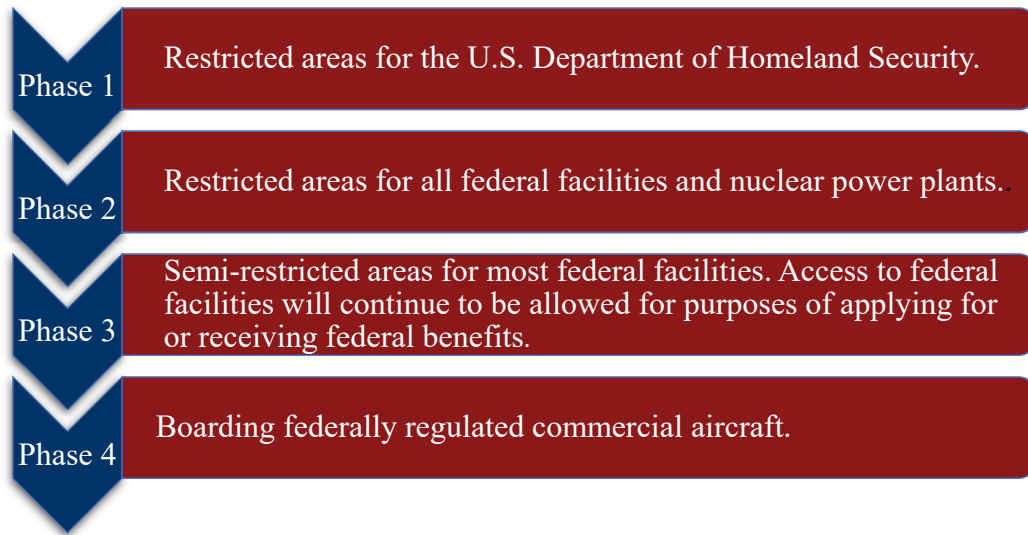 Phase 1
Restricted areas for the U.S. Department of Homeland Security.
Phase 2
Restricted areas for all federal facilities and nuclear power plants..
Phase 3
Semi-restricted areas for most federal facilities. Access to federal
facilities will continue to be allowed for purposes of applying for
or receiving federal benefits.
Phase 4
Boarding federally regulated commercial aircraft.